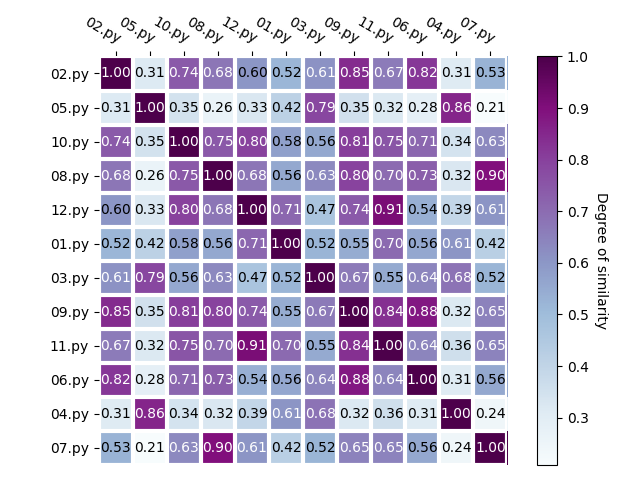 02.py 05.py 10.py 08.py 12.py 01.py 03.py 09.py 11.py 06.py 04.py 07.py
02.py 1.00 0.31 0.74 0.68 0.60 0.52 0.61 0.85 0.67 0.82 0.31 0.53
05.py 0.31 1.00 0.35 0.26 0.33 0.42 0.79 0.35 0.32 0.28 0.86 0.21
10.py 0.74 0.35 1.00 0.75 0.80 0.58 0.56 0.81 0.75 0.71 0.34 0.63
08.py 0.68 0.26 0.75 1.00 0.68 0.56 0.63 0.80 0.70 0.73 0.32 0.90
12.py 0.60 0.33 0.80 0.68 1.00 0.71 0.47 0.74 0.91 0.54 0.39 0.61
01.py 0.52 0.42 0.58 0.56 0.71 1.00 0.52 0.55 0.70 0.56 0.61 0.42
03.py 0.61 0.79 0.56 0.63 0.47 0.52 1.00 0.67 0.55 0.64 0.68 0.52
09.py 0.85 0.35 0.81 0.80 0.74 0.55 0.67 1.00 0.84 0.88 0.32 0.65
11.py 0.67 0.32 0.75 0.70 0.91 0.70 0.55 0.84 1.00 0.64 0.36 0.65
06.py 0.82 0.28 0.71 0.73 0.54 0.56 0.64 0.88 0.64 1.00 0.31 0.56
04.py 0.31 0.86 0.34 0.32 0.39 0.61 0.68 0.32 0.36 0.31 1.00 0.24
07.py 0.53 0.21 0.63 0.90 0.61 0.42 0.52 0.65 0.65 0.56 0.24 1.00
1.0
0.9
0.8
0.7
0.6
0.5
0.4
0.3
Degree of similarity